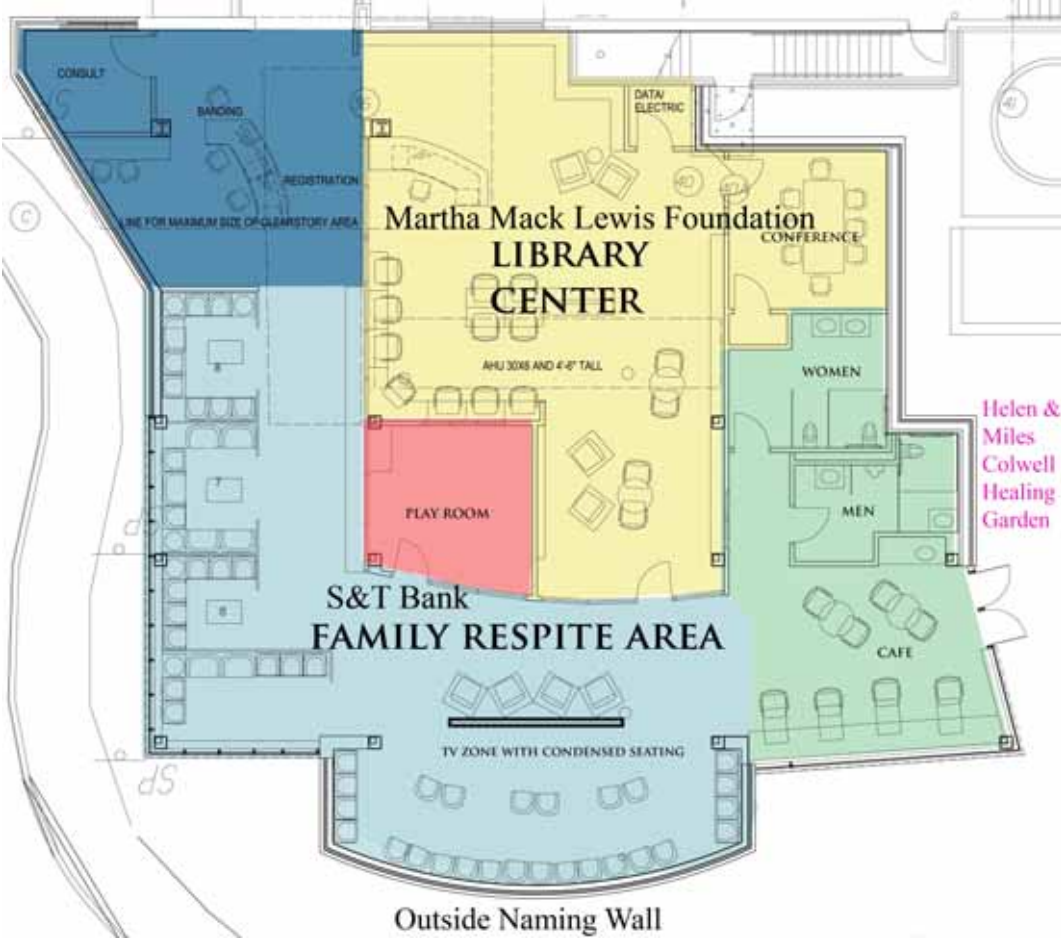 CONSULT
BANDING
REGISTRATION
LINE FOR MAXIMUM SIZE OF CLEARSTORY AREA
DATA/
ELECTRIC
Martha Mack Lewis Foundation
LIBRARY
CENTER
CONFERENCE
AHU 30X6 AND 4'-6" TALL
WOMEN
Helen &
Miles
Colwell
Healing
Garden
MEN
PLAY ROOM
7
S&T Bank
FAMILY RESPITE AREA
CAFE
TV ZONE WITH CONDENSED SEATING
C
Outside Naming Wall